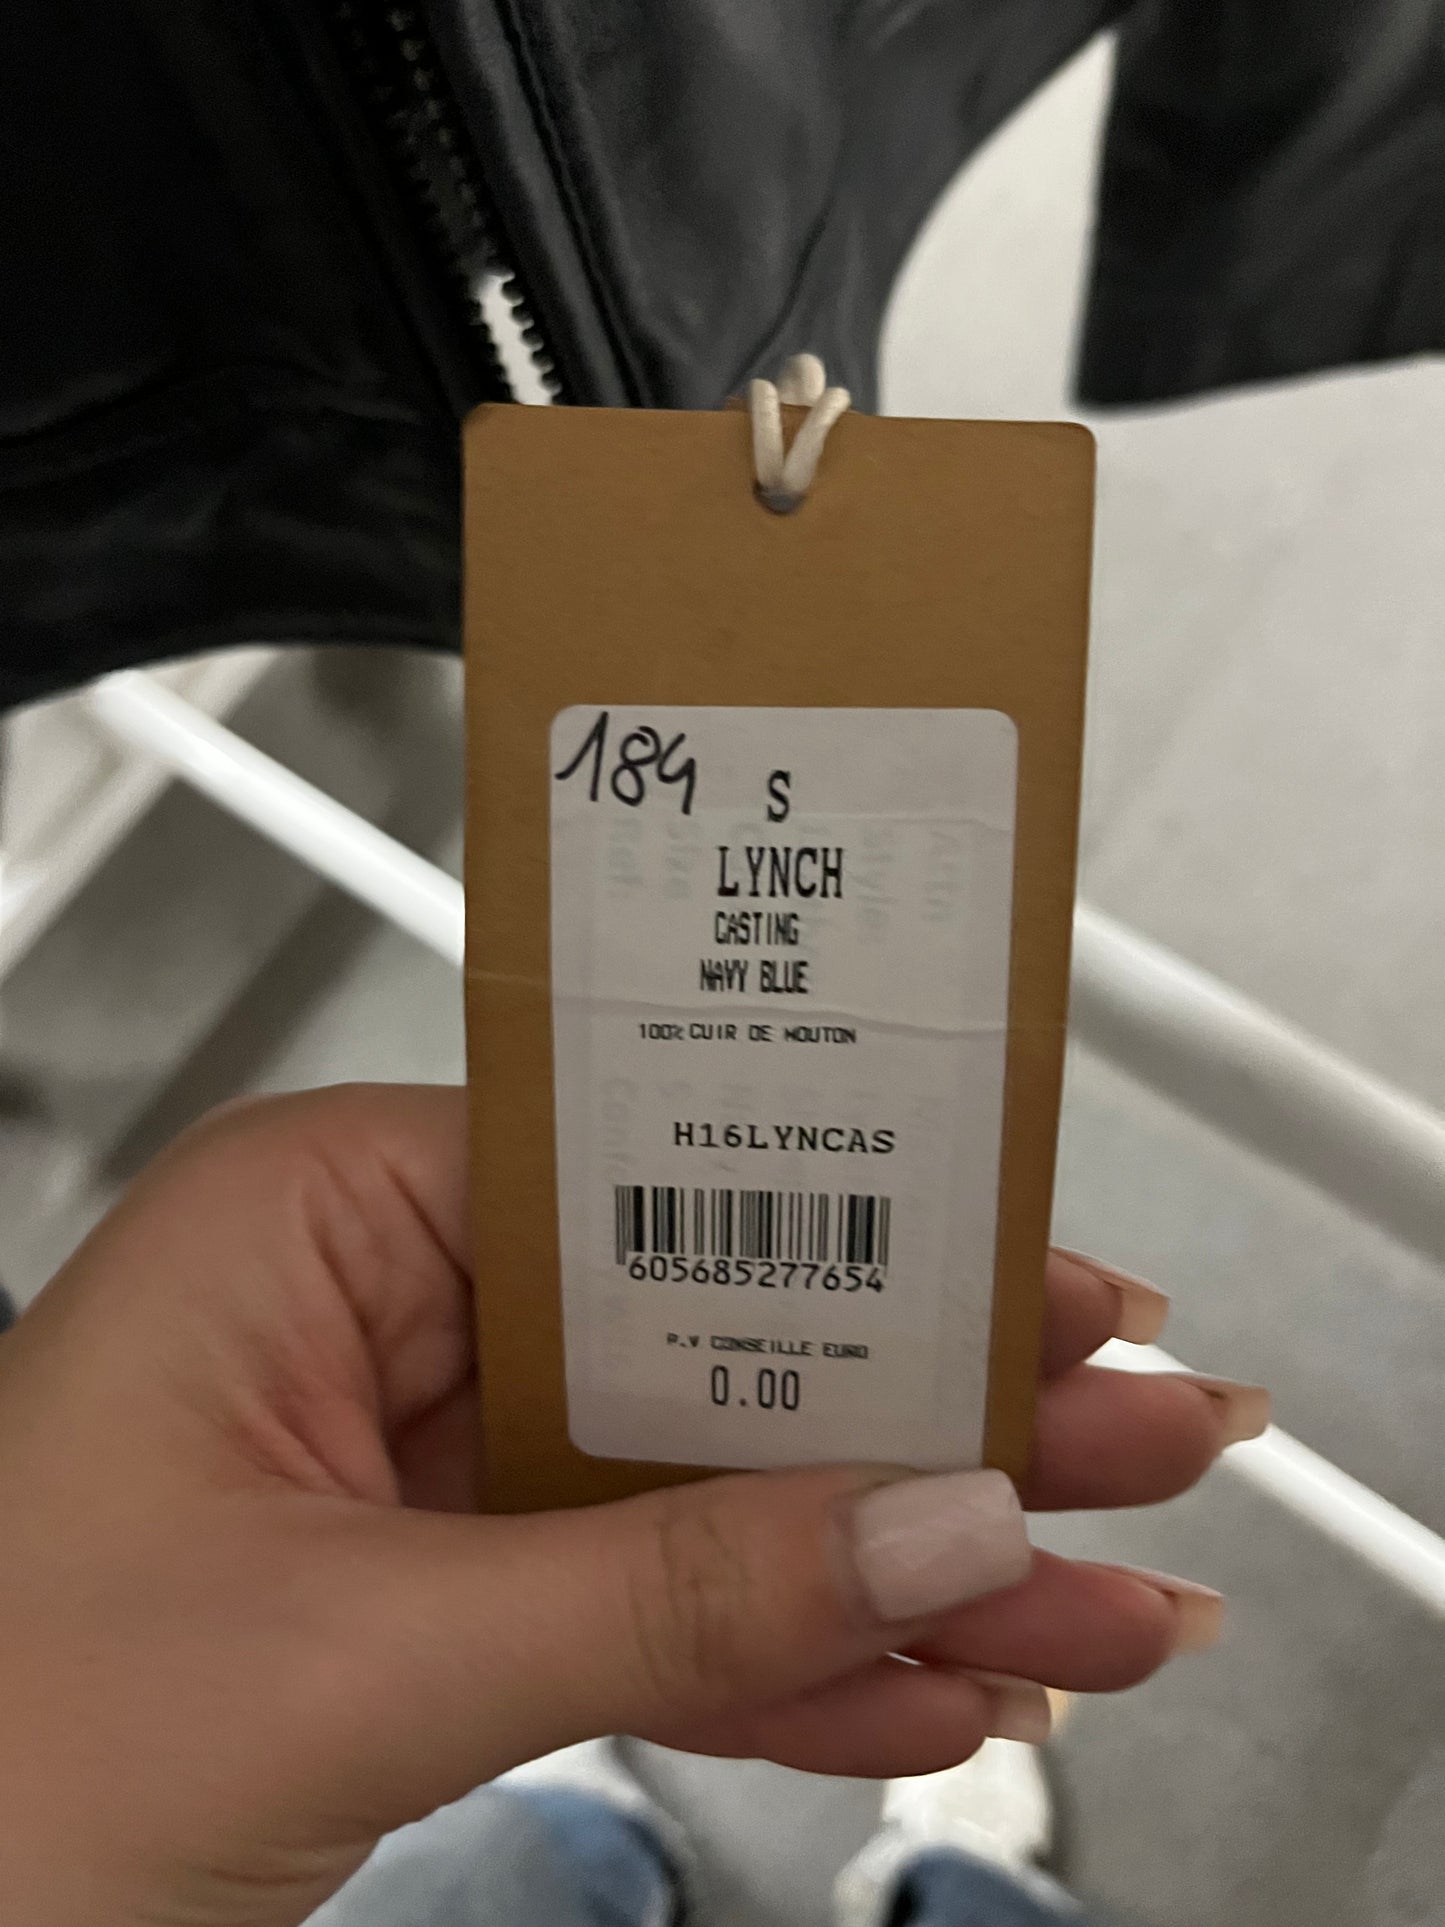 184 S
LYNCH
CASTING
NAVY BLUE
100% CUIR DE MOUTON
H16LYNCAS
605685277654
P.V CONSEILLE EURO
0.00